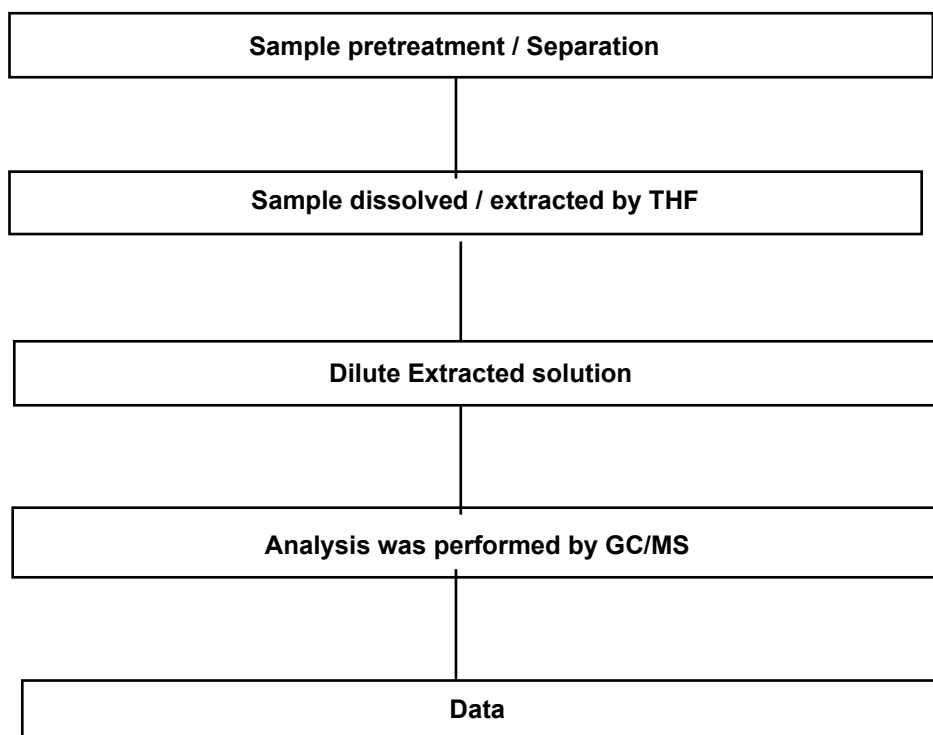 Sample pretreatment / Separation
Sample dissolved / extracted by THF
Dilute Extracted solution
Analysis was performed by GC/MS
Data